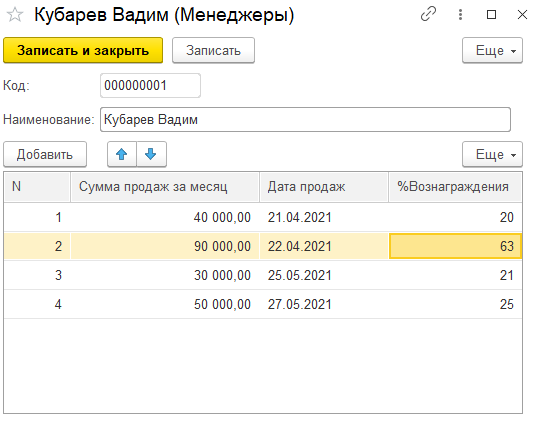 Кубарев Вадим (Менеджеры)
Записать и закрыть Записать Еще
Код: 000000001
Наименование: Кубарев Вадим
Добавить Еще
N Сумма продаж за месяц Дата продаж %Вознаграждения
1 40 000,00 21.04.2021 20
2 90 000,00 22.04.2021 63
3 30 000,00 25.05.2021 21
4 50 000,00 27.05.2021 25